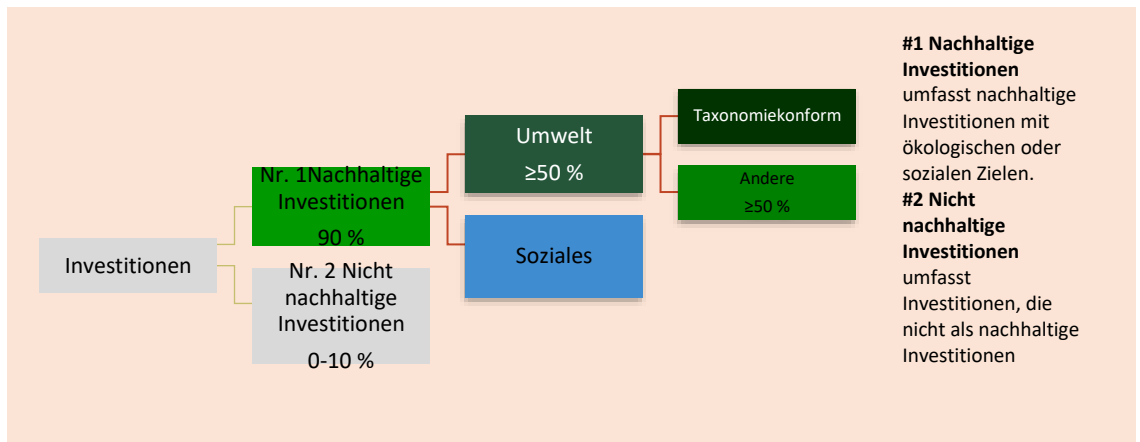 Investitionen
Nr. 1Nachhaltige
Investitionen
90 %
Nr. 2 Nicht
nachhaltige
Investitionen
0-10 %
Umwelt
≥50 %
Soziales
Taxonomiekonform
Andere
≥50 %
#1 Nachhaltige
Investitionen
umfasst nachhaltige
Investitionen mit
ökologischen oder
sozialen Zielen.
#2 Nicht
nachhaltige
Investitionen
umfasst
Investitionen, die
nicht als nachhaltige
Investitionen